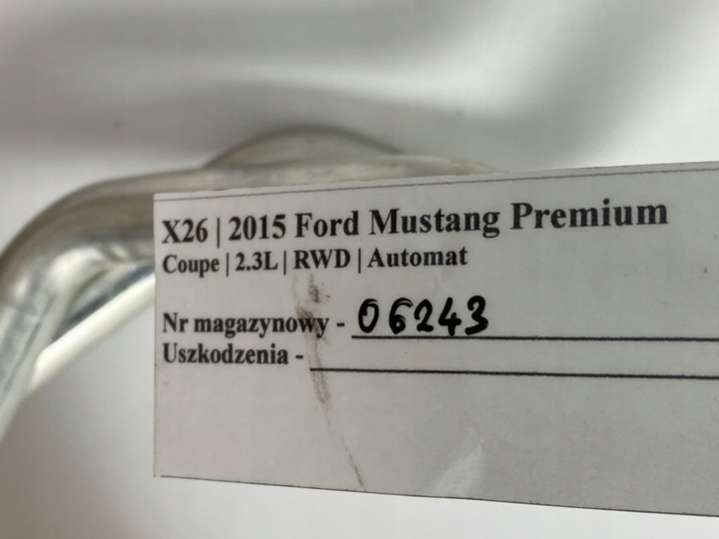 X26 | 2015 Ford Mustang Premium
Coupe | 2.3L | RWD | Automat
Nr magazynowy - 06243
Uszkodzenia -